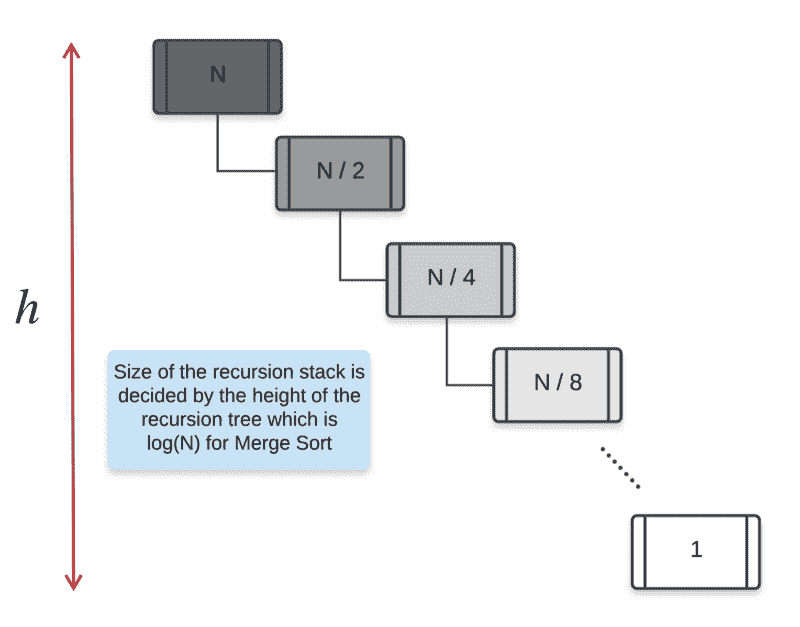 N
N / 2
N / 4
h
N / 8
Size of the recursion stack is
decided by the height of the
recursion tree which is
log(N) for Merge Sort
1